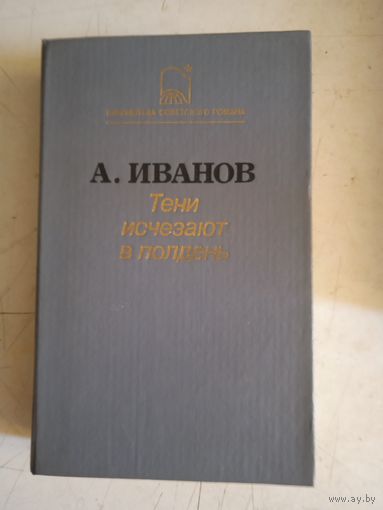 БИБЛИОТЕКА СОВЕТСКОГО РОМАНА
А. ИВАНОВ
Тени
исчезают
в полдень
www.ay.by